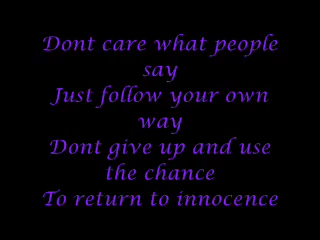 Dont care what people
say
Just follow your own
way
Dont give up and use
the chance
To return to innocence